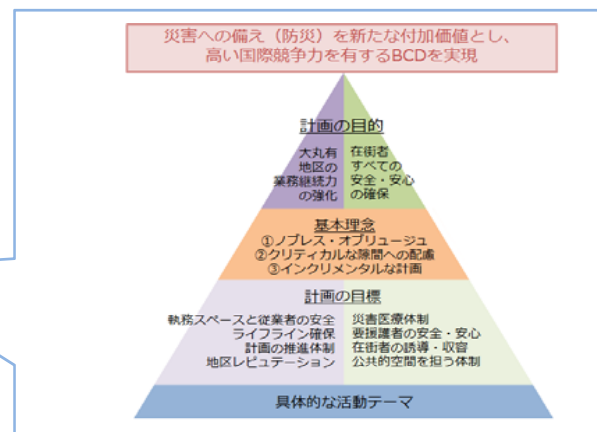 災害への備え（防災）を新たな付加価値とし、
高い国際競争力を有するBCDを実現
計画の目的
大丸有
地区の
業務継続力
の強化
在街者
すべての
安全・安心
の確保
基本理念
①ノブレス・オブリュージュ
②クリティカルな隙間への配慮
③インクリメンタルな計画
計画の目標
執務スペースと従業者の安全
ライフライン確保
計画の推進体制
地区レピュテーション
災害医療体制
要援護者の安全・安心
在街者の誘導・収容
公共的空間を担う体制
具体的な活動テーマ